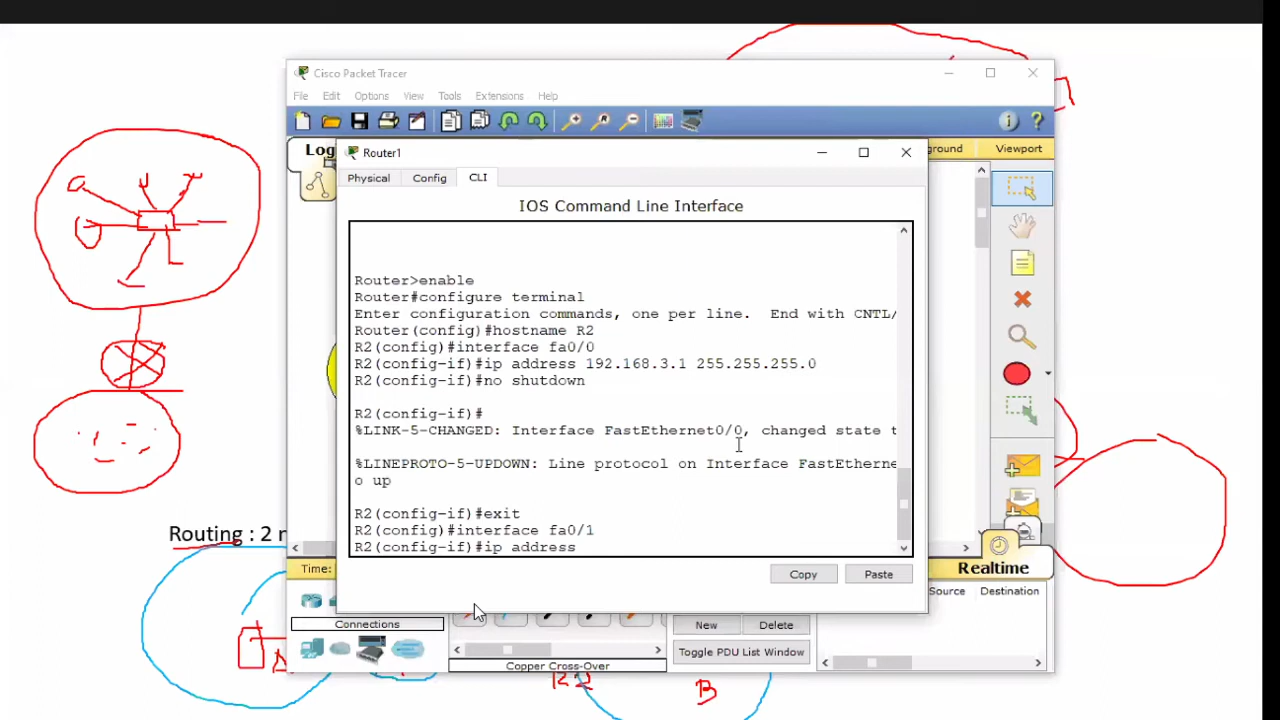 Cisco Packet Tracer
File Edit Options View Tools Extensions Help
Log
ground
Viewport
Router1
Physical Config CLI
IOS Command Line Interface
Router>enable
Router#configure terminal
Enter configuration commands, one per line. End with CNTL/
Router(config)#hostname R2
R2(config)#interface fa0/0
R2(config-if)#ip address 192.168.3.1 255.255.255.0
R2(config-if)#no shutdown
R2(config-if)#
%LINK-5-CHANGED: Interface FastEthernet0/0, changed state t
%LINEPROTO-5-UPDOWN: Line protocol on Interface FastEtherne
o up
R2(config-if)#exit
R2(config)#interface fa0/1
R2(config-if)#ip address
Copy Paste
Routing : 2 n
Time:
Realtime
Source Destination
Connections
New Delete
Toggle PDU List Window
Copper Cross-Over
R2
B